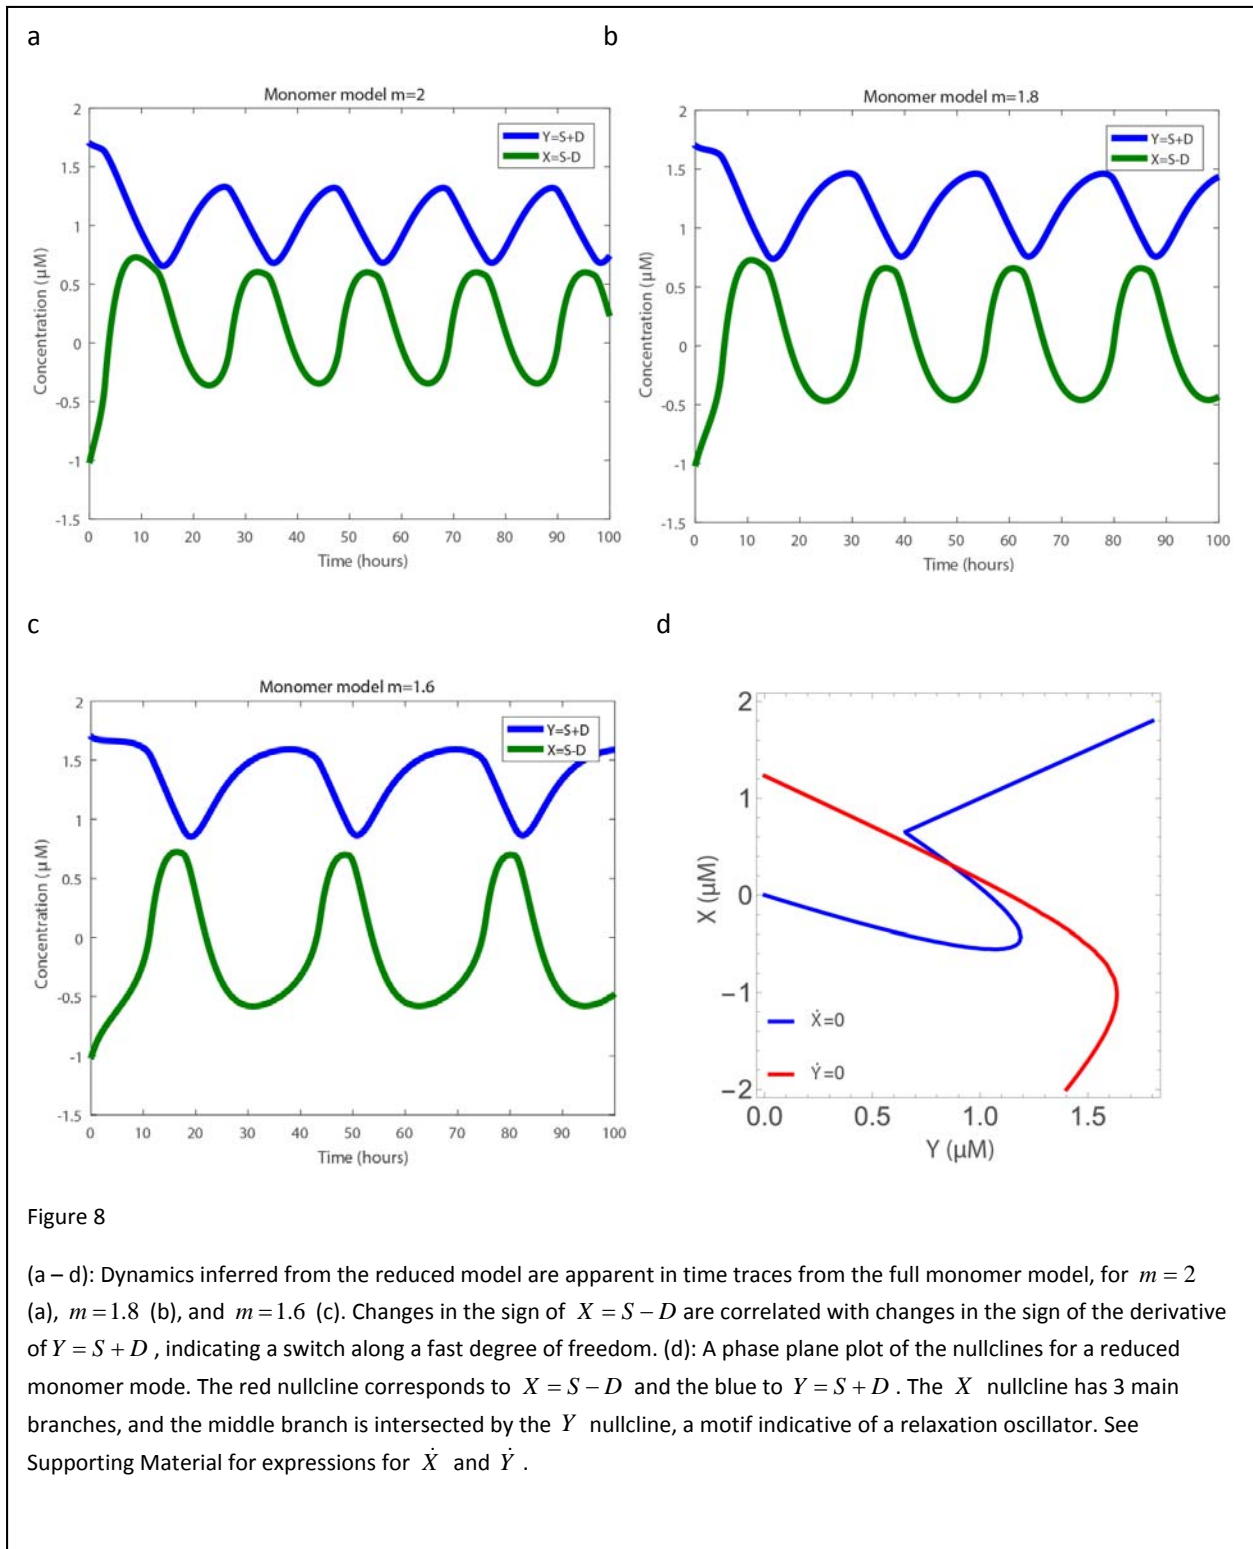 a
b
Monomer model m=2
2
1.5
1
0.5
0
-0.5
-1
-1.5
Concentration (μM)
Y=S+D
X=S-D
0 10 20 30 40 50 60 70 80 90 100
Time (hours)
Monomer model m=1.8
2
1.5
1
0.5
0
-0.5
-1
-1.5
Concentration (μM)
Y=S+D
X=S-D
0 10 20 30 40 50 60 70 80 90 100
Time (hours)
c
d
Monomer model m=1.6
2
1.5
1
0.5
0
-0.5
-1
-1.5
Concentration (μM)
Y=S+D
X=S-D
0 10 20 30 40 50 60 70 80 90 100
Time (hours)
2
1
0
−1
−2
X (μM)
Ẋ=0
Ẏ=0
0.0 0.5 1.0 1.5
Y (μM)
Figure 8
(a – d): Dynamics inferred from the reduced model are apparent in time traces from the full monomer model, for m = 2
(a), m = 1.8 (b), and m = 1.6 (c). Changes in the sign of X = S − D are correlated with changes in the sign of the derivative
of Y = S + D , indicating a switch along a fast degree of freedom. (d): A phase plane plot of the nullclines for a reduced
monomer mode. The red nullcline corresponds to X = S − D and the blue to Y = S + D . The X nullcline has 3 main
branches, and the middle branch is intersected by the Y nullcline, a motif indicative of a relaxation oscillator. See
Supporting Material for expressions for Ẋ and Ẏ .